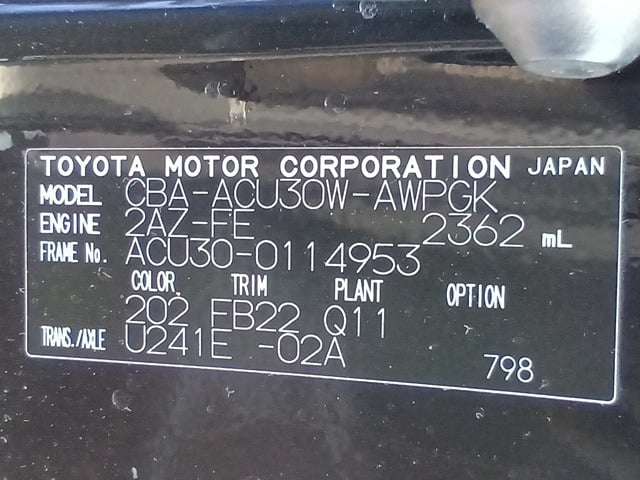 TOYOTA MOTOR CORPORATION JAPAN
MODEL CBA-ACU30W-AWPGK
ENGINE 2AZ-FE 2362 mL
FRAME No. ACU30-0114953
COLOR TRIM PLANT OPTION
202 FB22 Q11
TRANS./AXLE U241E -02A
798